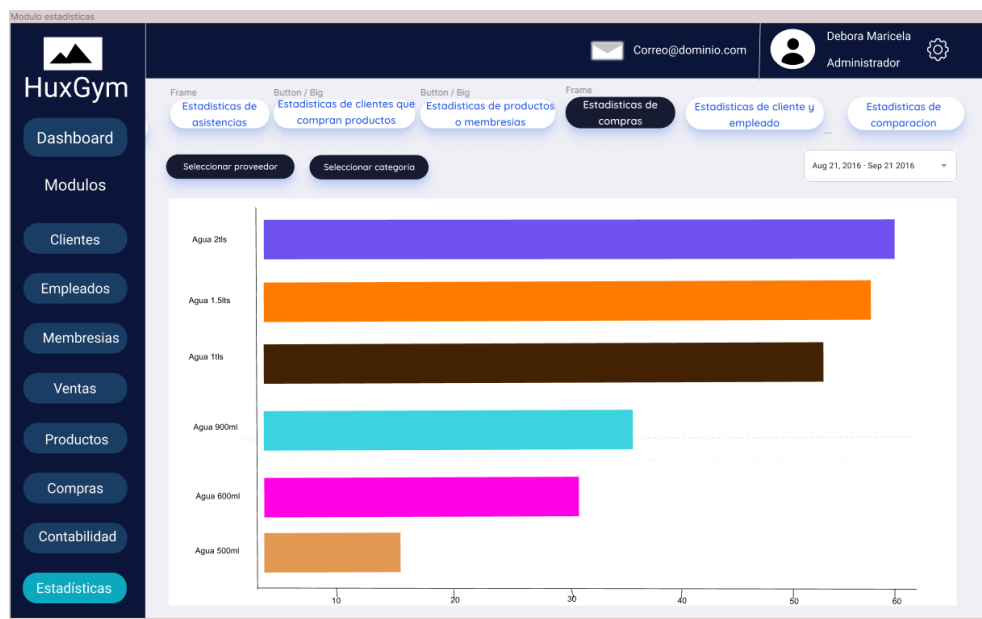 Modulo estadisticas
HuxGym
Correo@dominio.com
Debora Maricela
Administrador
Dashboard
Modulos
Clientes
Empleados
Membresias
Ventas
Productos
Compras
Contabilidad
Estadísticas
Frame
Button / Big
Button / Big
Frame
Estadisticas de
asistencias
Estadisticas de clientes que
compran productos
Estadisticas de productos
o membresias
Estadisticas de
compras
Estadisticas de cliente y
empleado
...
Estadisticas de
comparacion
Seleccionar proveedor
Seleccionar categoria
Aug 21, 2016 - Sep 21 2016
Agua 2tls
Agua 1.5lts
Agua 1tls
Agua 900ml
Agua 600ml
Agua 500ml
10 20 30 40 50 60